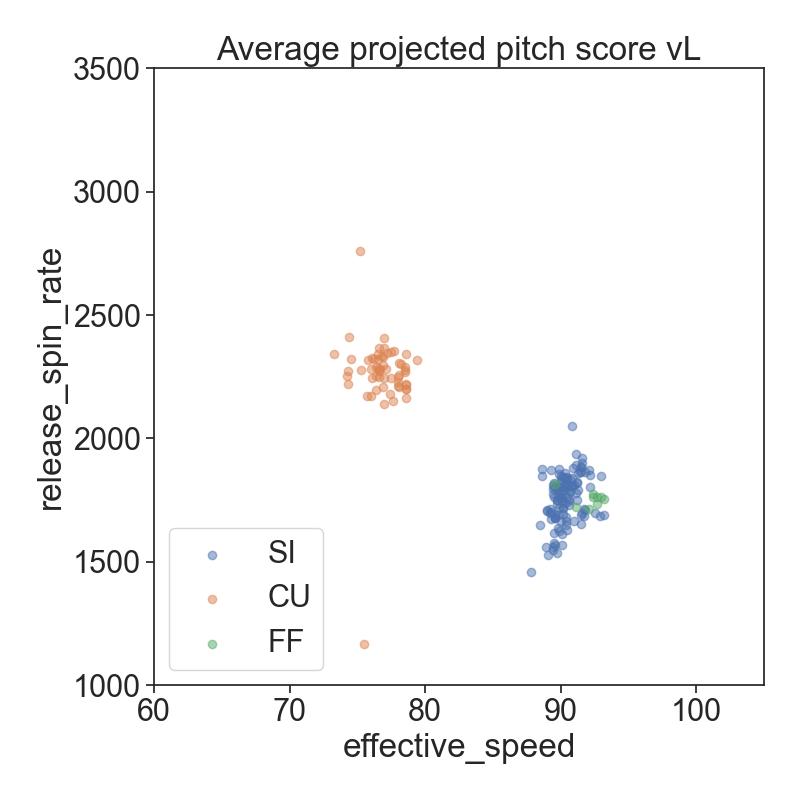 Average projected pitch score vL
3500
3000
2500
2000
1500
1000
release_spin_rate
SI
CU
FF
60
70
80
90
100
effective_speed